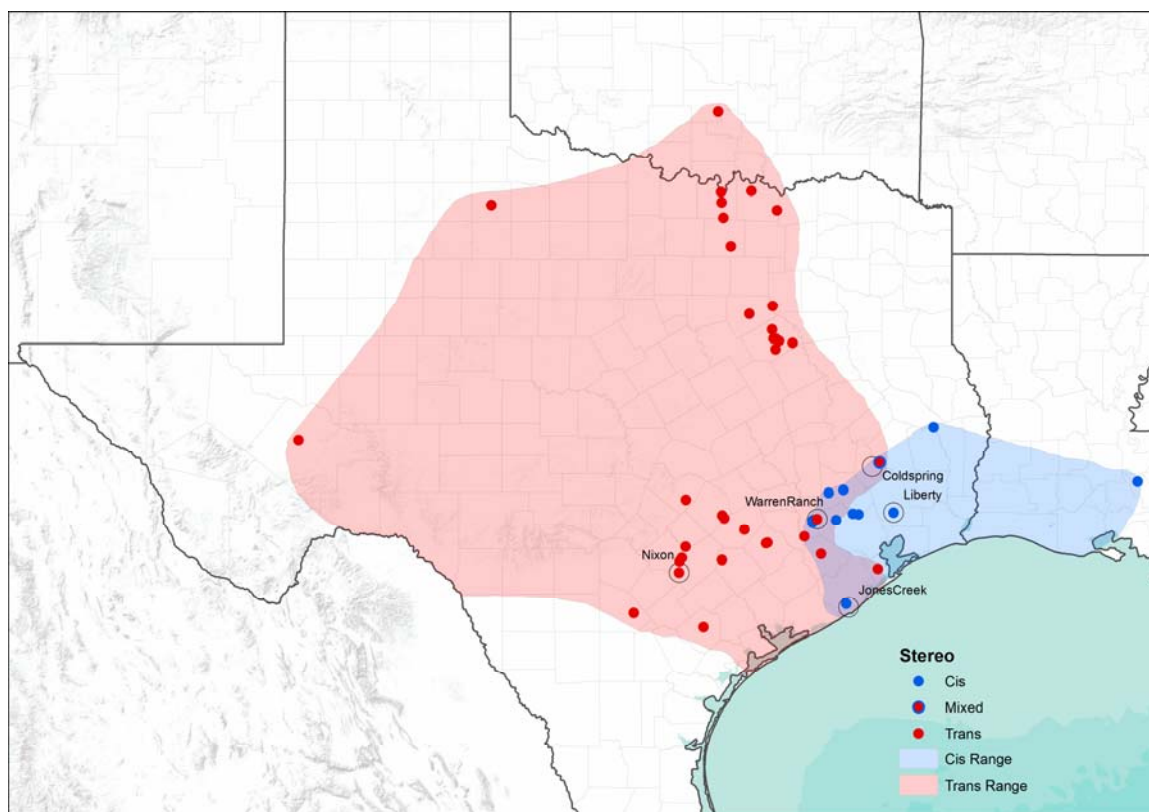 Coldspring
Liberty
WarrenRanch
Nixon
JonesCreek
Stereo
Cis
Mixed
Trans
Cis Range
Trans Range